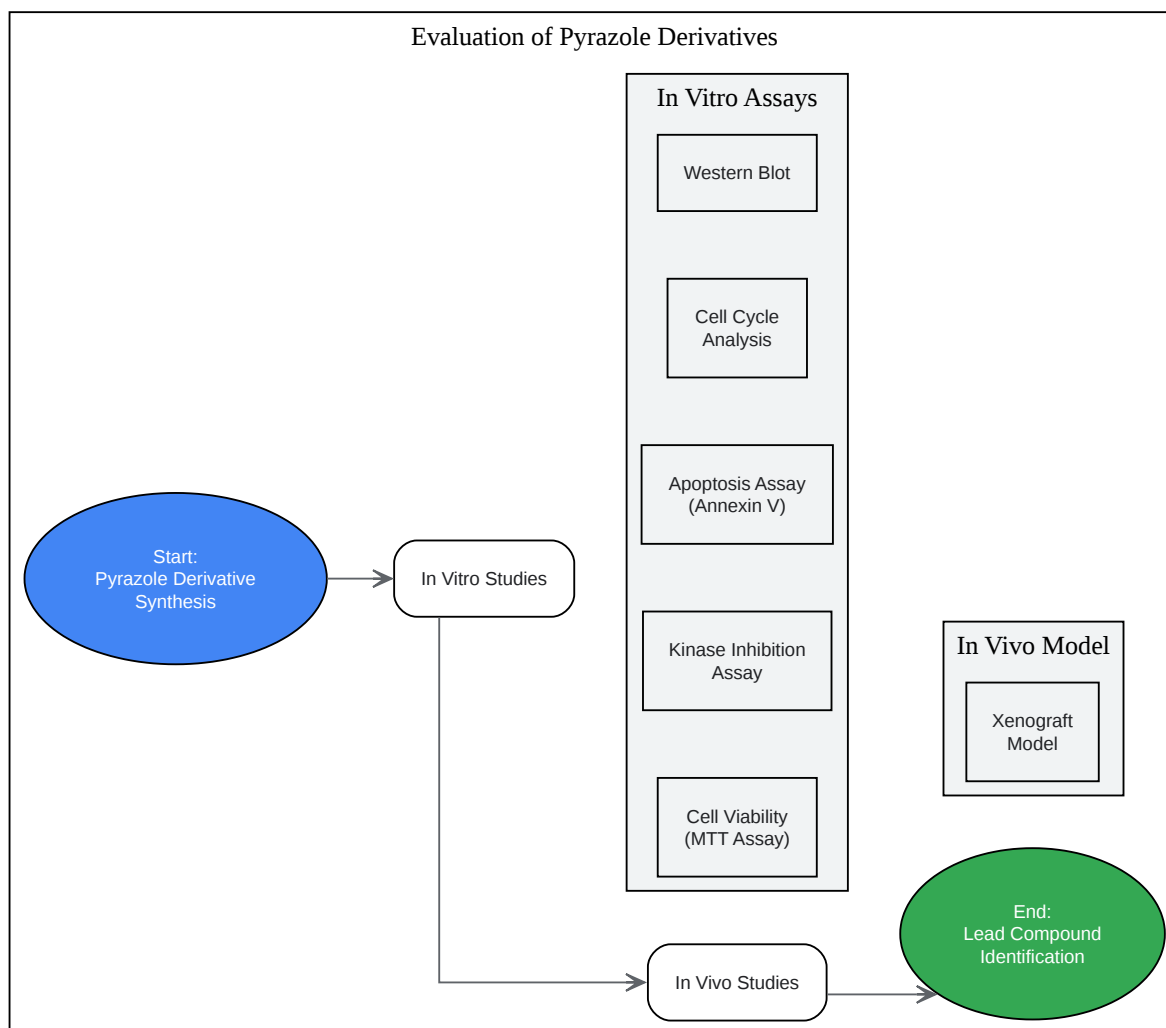 Evaluation of Pyrazole Derivatives
In Vitro Assays
Western Blot
Cell Cycle
Analysis
Apoptosis Assay
(Annexin V)
Start:
Pyrazole Derivative
Synthesis
In Vitro Studies
Kinase Inhibition
Assay
In Vivo Model
Xenograft
Model
Cell Viability
(MTT Assay)
End:
Lead Compound
Identification
In Vivo Studies